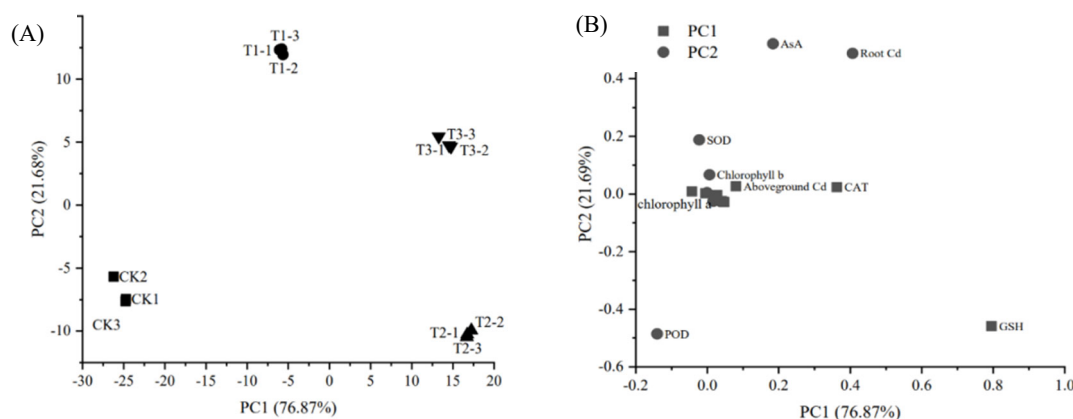 (A)
PC2 (21.68%)
10
5
0
-5
-10
T1-3
T1-1
T1-2
T3-3
T3-1
T3-2
CK2
CK1
CK3
T2-2
T2-1
T2-3
-30
-25
-20
-15
-10
-5
0
5
10
15
20
PC1 (76.87%)
(B)
PC1
PC2
PC2 (21.69%)
0.4
0.2
0.0
-0.2
-0.4
-0.6
AsA
Root Cd
SOD
Chlorophyll b
Aboveground Cd
CAT
chlorophyll a
POD
GSH
-0.2
0.0
0.2
0.4
0.6
0.8
1.0
PC1 (76.87%)